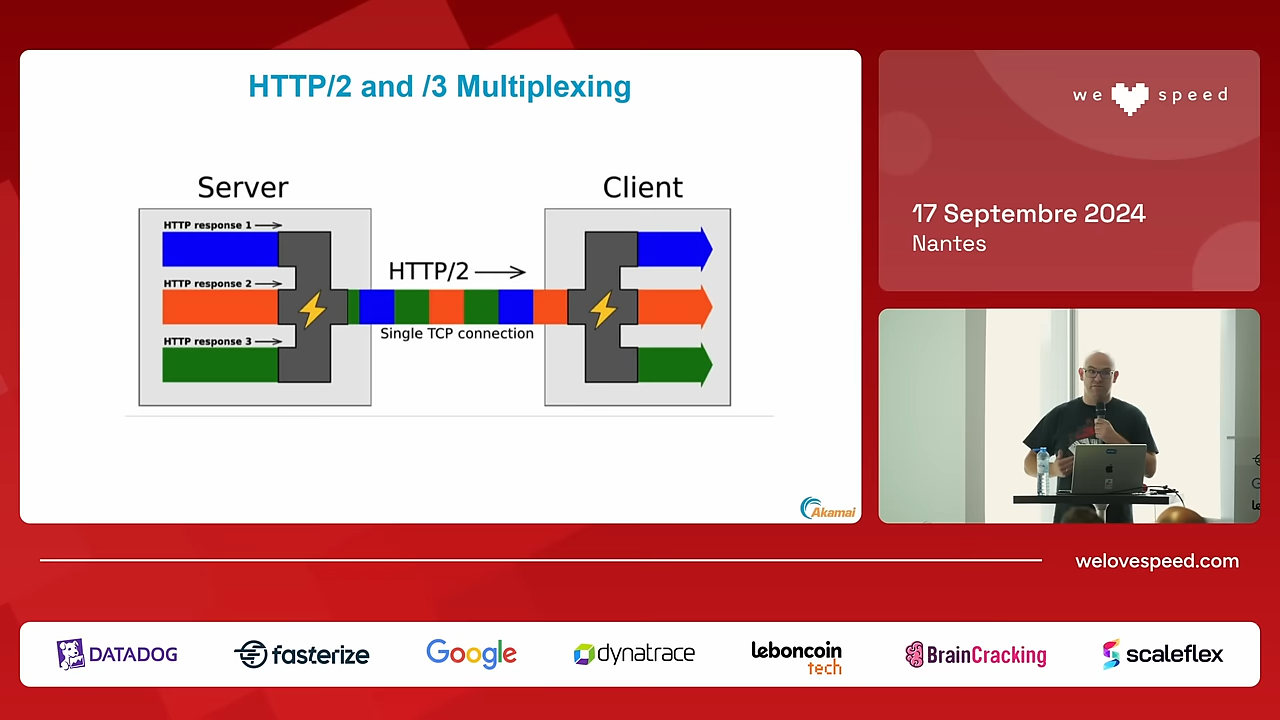 HTTP/2 and /3 Multiplexing
Server
Client
HTTP response 1
HTTP response 2
HTTP response 3
HTTP/2
Single TCP connection
Akamai
we speed
17 Septembre 2024
Nantes
welovespeed.com
DATADOG
fasterize
Google
dynatrace
leboncoin
tech
BrainCracking
scaleflex